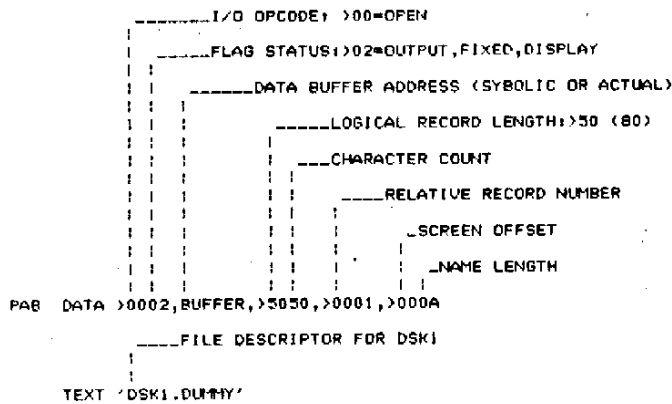 I/O OPCODE; >00=OPEN
FLAG STATUS:>02=OUTPUT,FIXED,DISPLAY
DATA BUFFER ADDRESS (SYBOLIC OR ACTUAL)
LOGICAL RECORD LENGTH:>50 (80)
CHARACTER COUNT
RELATIVE RECORD NUMBER
SCREEN OFFSET
NAME LENGTH
PAB DATA >0002,BUFFER,>5050,>0001,>000A
FILE DESCRIPTOR FOR DSK1
TEXT 'DSK1.DUMMY'